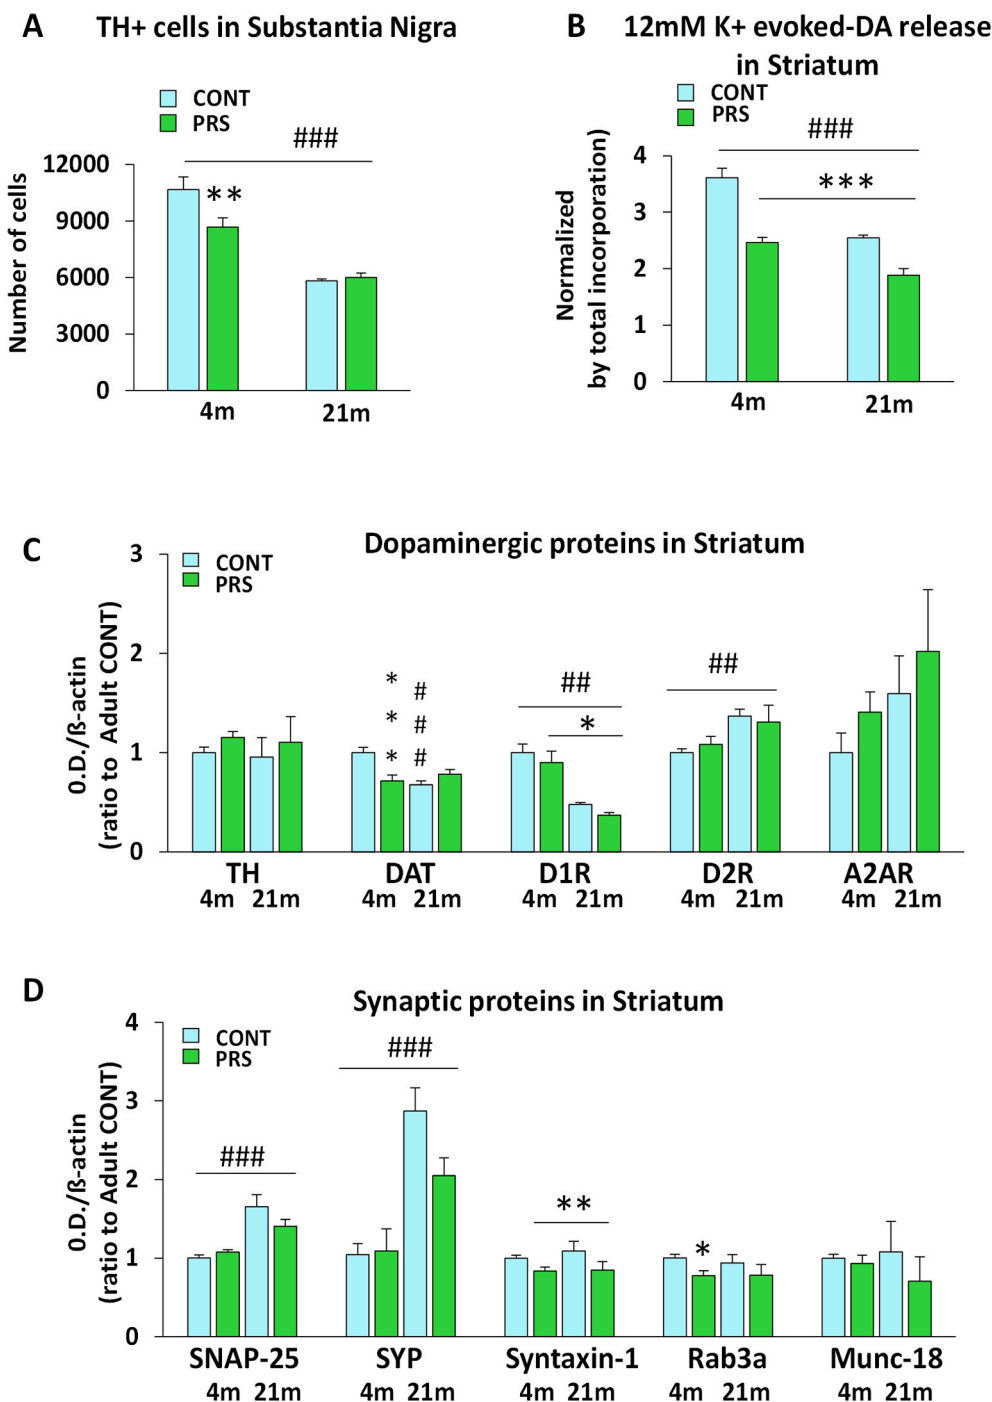 A TH+ cells in Substantia Nigra
CONT
PRS
###
**
Number of cells
12000
9000
6000
3000
0
4m 21m
B 12mM K+ evoked-DA release
in Striatum
CONT
PRS
###
***
Normalized
by total incorporation)
4
3
2
1
0
4m 21m
C Dopaminergic proteins in Striatum
CONT
PRS
0.D./ß-actin
(ratio to Adult CONT)
3
2
1
0
***
###
##
*
##
TH DAT D1R D2R A2AR
4m 21m 4m 21m 4m 21m 4m 21m 4m 21m
D Synaptic proteins in Striatum
CONT
PRS
0.D./ß-actin
(ratio to Adult CONT)
4
3
2
1
0
###
###
**
*
SNAP-25 SYP Syntaxin-1 Rab3a Munc-18
4m 21m 4m 21m 4m 21m 4m 21m 4m 21m